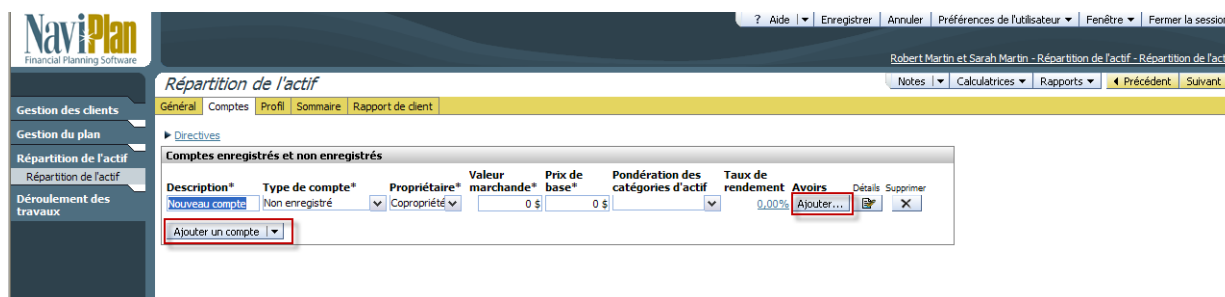 ? Aide Enregistrer Annuler Préférences de l'utilisateur Fenêtre Fermer la session
NaviPlan
Financial Planning Software
Robert Martin et Sarah Martin - Répartition de l'actif - Répartition de l'act
Répartition de l'actif
Notes Calculatrices Rapports Précédent Suivant
Général Comptes Profil Sommaire Rapport de client
Gestion des clients
Gestion du plan
Répartition de l'actif
Répartition de l'actif
Déroulement des
travaux
Directives
Comptes enregistrés et non enregistrés
Description* Type de compte* Propriétaire* Valeur marchande* Prix de base* Pondération des catégories d'actif Taux de rendement Avoirs Détails Supprimer
Nouveau compte Non enregistré Copropriété 0 $ 0 $ 0,00% Ajouter...
Ajouter un compte